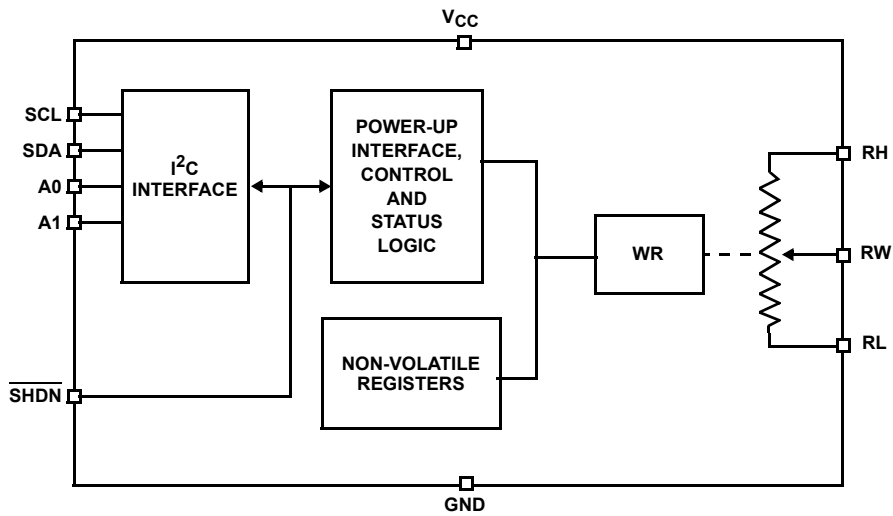 VCC
SCL
SDA
A0
A1
I²C
INTERFACE
POWER-UP
INTERFACE,
CONTROL
AND
STATUS
LOGIC
WR
RH
RW
RL
SHDN
NON-VOLATILE
REGISTERS
GND